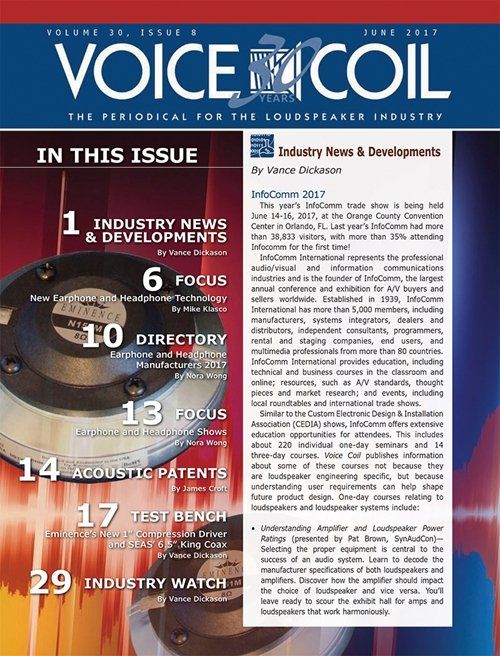 VOLUME 30, ISSUE 8
JUNE 2017
VOICE COIL
30
YEARS
THE PERIODICAL FOR THE LOUDSPEAKER INDUSTRY
IN THIS ISSUE
1 INDUSTRY NEWS
& DEVELOPMENTS
By Vance Dickason
6 FOCUS
New Earphone and Headphone Technology
By Mike Klasco
EMINENCE
10 DIRECTORY
Earphone and Headphone
Manufacturers 2017
By Nora Wong
13 FOCUS
Earphone and Headphone Shows
By Nora Wong
14 ACOUSTIC PATENTS
By James Croft
17 TEST BENCH
Eminence's New 1" Compression Driver
and SEAS' 6.5" King Coax
By Vance Dickason
29 INDUSTRY WATCH
By Vance Dickason
Industry News & Developments
By Vance Dickason
InfoComm 2017
This year's InfoComm trade show is being held
June 14-16, 2017, at the Orange County Convention
Center in Orlando, FL. Last year's InfoComm had more
than 38,833 visitors, with more than 35% attending
Infocomm for the first time!
InfoComm International represents the professional
audio/visual and information communications
industries and is the founder of InfoComm, the largest
annual conference and exhibition for A/V buyers and
sellers worldwide. Established in 1939, InfoComm
International has more than 5,000 members, including
manufacturers, systems integrators, dealers and
distributors, independent consultants, programmers,
rental and staging companies, end users, and
multimedia professionals from more than 80 countries.
InfoComm International provides education, including
technical and business courses in the classroom and
online; resources, such as A/V standards, thought
pieces and market research; and events, including
local roundtables and international trade shows.
Similar to the Custom Electronic Design & Installation
Association (CEDIA) shows, InfoComm offers extensive
education opportunities for attendees. This includes
about 220 individual one-day seminars and 14
three-day courses. Voice Coil publishes information
about some of these courses not because they
are loudspeaker engineering specific, but because
understanding user requirements can help shape
future product design. One-day courses relating to
loudspeakers and loudspeaker systems include:
• Understanding Amplifier and Loudspeaker Power
Ratings (presented by Pat Brown, SynAudCon)—
Selecting the proper equipment is central to the
success of an audio system. Learn to decode the
manufacturer specifications of both loudspeakers and
amplifiers. Discover how the amplifier should impact
the choice of loudspeaker and vice versa. You'll
leave ready to scour the exhibit hall for amps and
loudspeakers that work harmoniously.